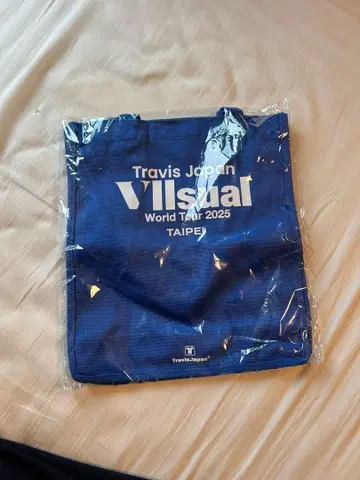 Travis Japan
VIIsual
World Tour 2025
TAIPEI
T
TravisJapan